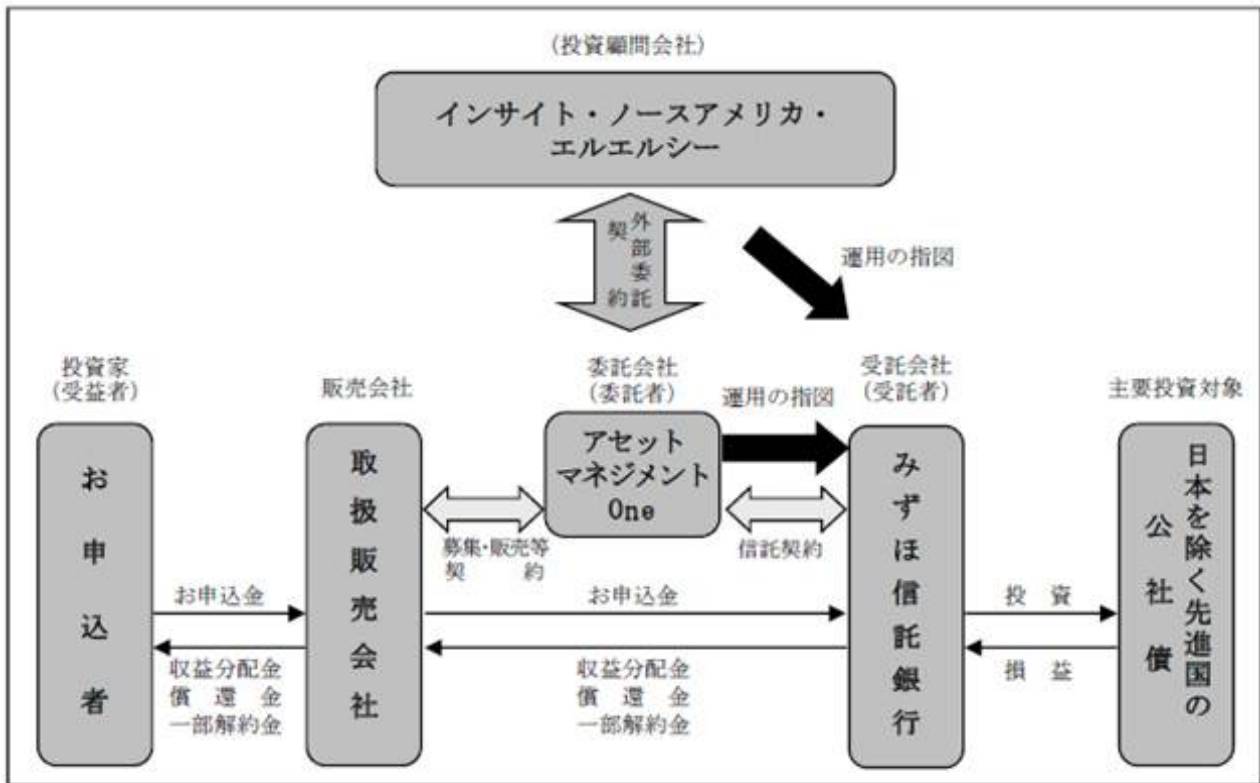 (投資顧問会社)
インサイト・ノースアメリカ・
エルエルシー
外部委託
契約
運用の指図
投資家
(受益者)
お申込者
販売会社
取扱販売会社
委託会社
(委託者)
アセット
マネジメント
One
運用の指図
受託会社
(受託者)
みずほ信託銀行
主要投資対象
日本を除く先進国の
公社債
募集・販売等
契約
信託契約
お申込金
お申込金
投資
収益分配金
償還金
一部解約金
収益分配金
償還金
一部解約金
損益